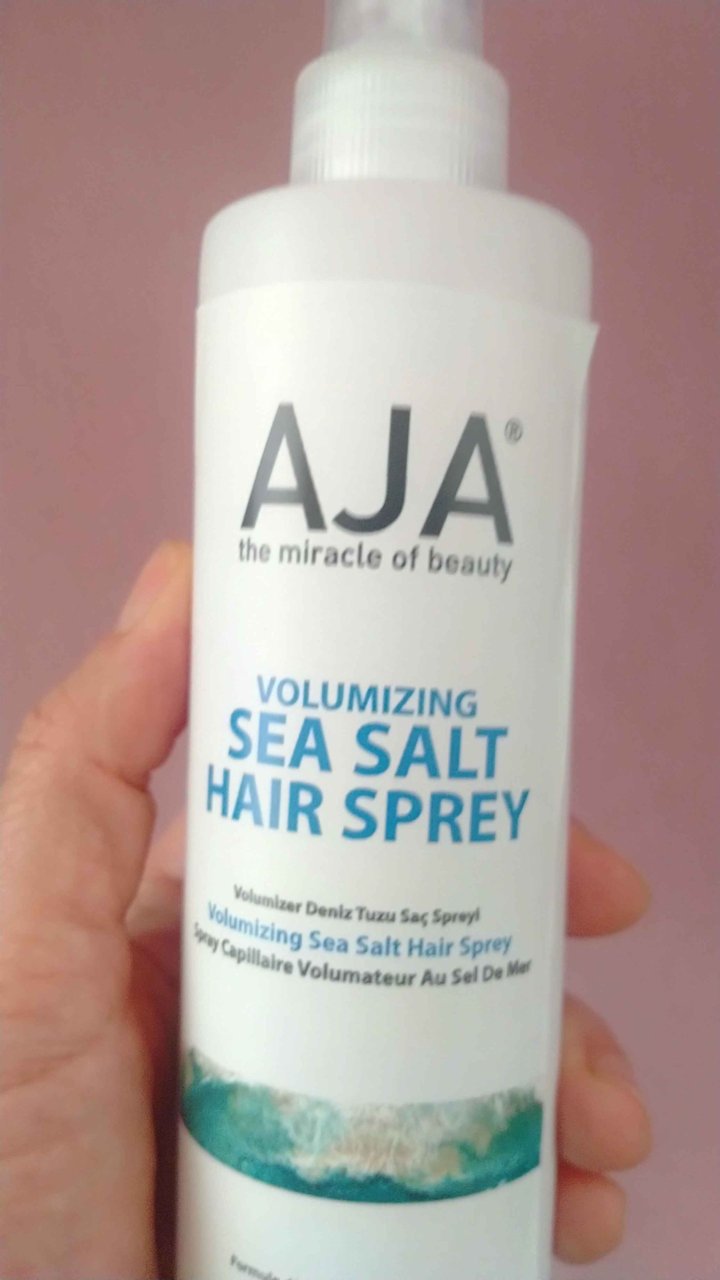 AJA®
the miracle of beauty
VOLUMIZING
SEA SALT
HAIR SPREY
Volumizer Deniz Tuzu Saç Spreyi
Volumizing Sea Salt Hair Sprey
Spray Capillaire Volumateur Au Sel De Mer